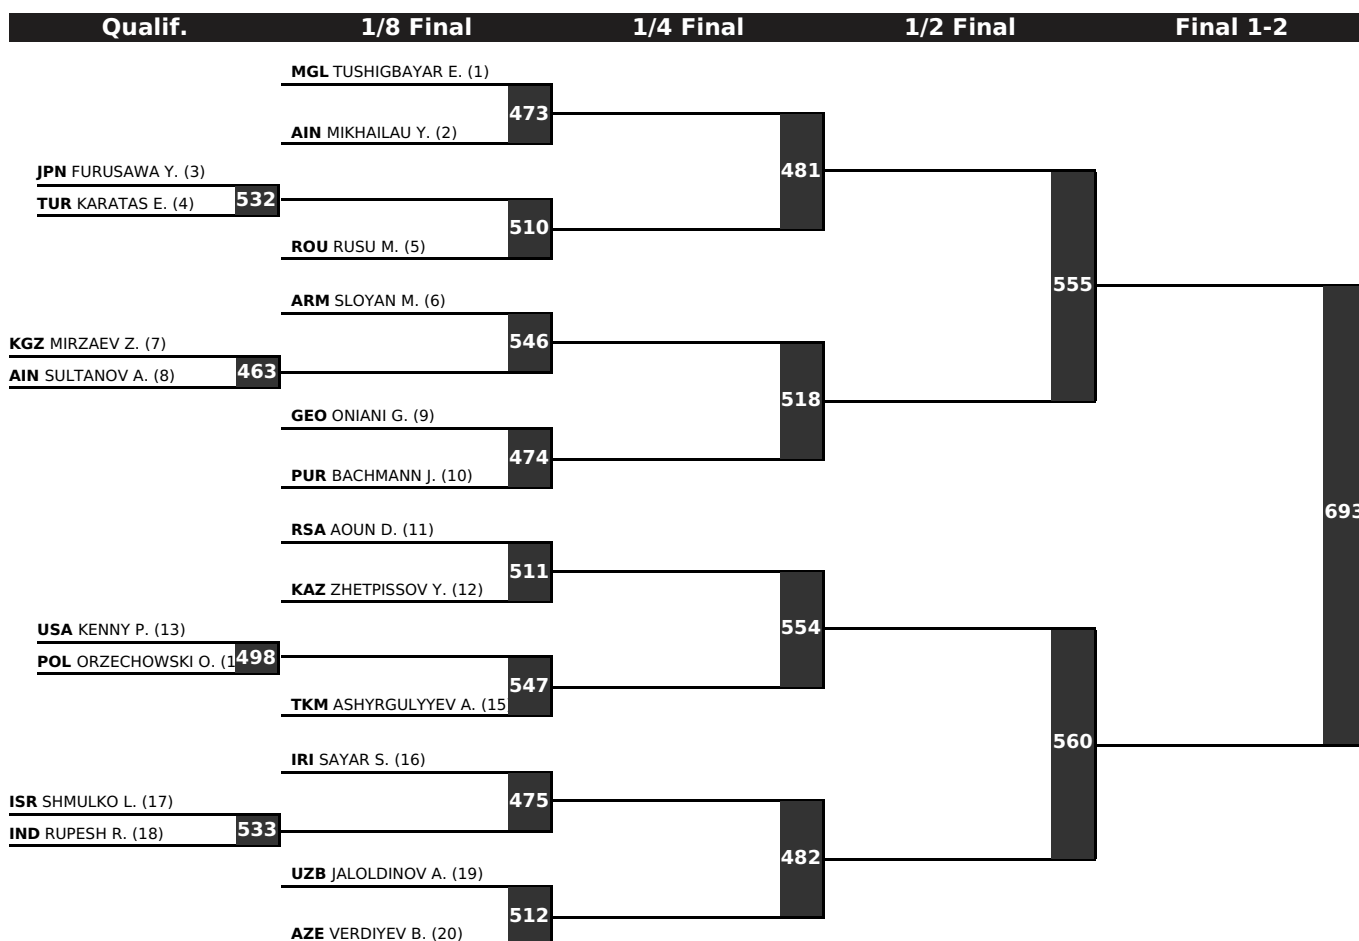 Qualif. 1/8 Final 1/4 Final 1/2 Final Final 1-2
MGL TUSHIGBAYAR E. (1)
473
AIN MIKHAILAU Y. (2)
JPN FURUSAWA Y. (3)
481
TUR KARATAS E. (4) 532
510
ROU RUSU M. (5)
555
ARM SLOYAN M. (6)
546
KGZ MIRZAEV Z. (7)
AIN SULTANOV A. (8) 463
518
GEO ONIANI G. (9)
474
PUR BACHMANN J. (10)
693
RSA AOUN D. (11)
511
KAZ ZHETPISSOV Y. (12)
554
USA KENNY P. (13)
POL ORZECHOWSKI O. (1 498
547
TKM ASHYRGULYYEV A. (15
560
IRI SAYAR S. (16)
475
ISR SHMULKO L. (17)
IND RUPESH R. (18) 533
482
UZB JALOLDINOV A. (19)
512
AZE VERDIYEV B. (20)